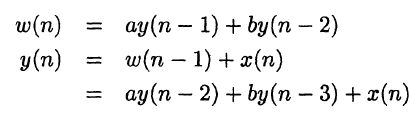 w(n) = ay(n − 1) + by(n − 2)
y(n) = w(n − 1) + x(n)
= ay(n − 2) + by(n − 3) + x(n)